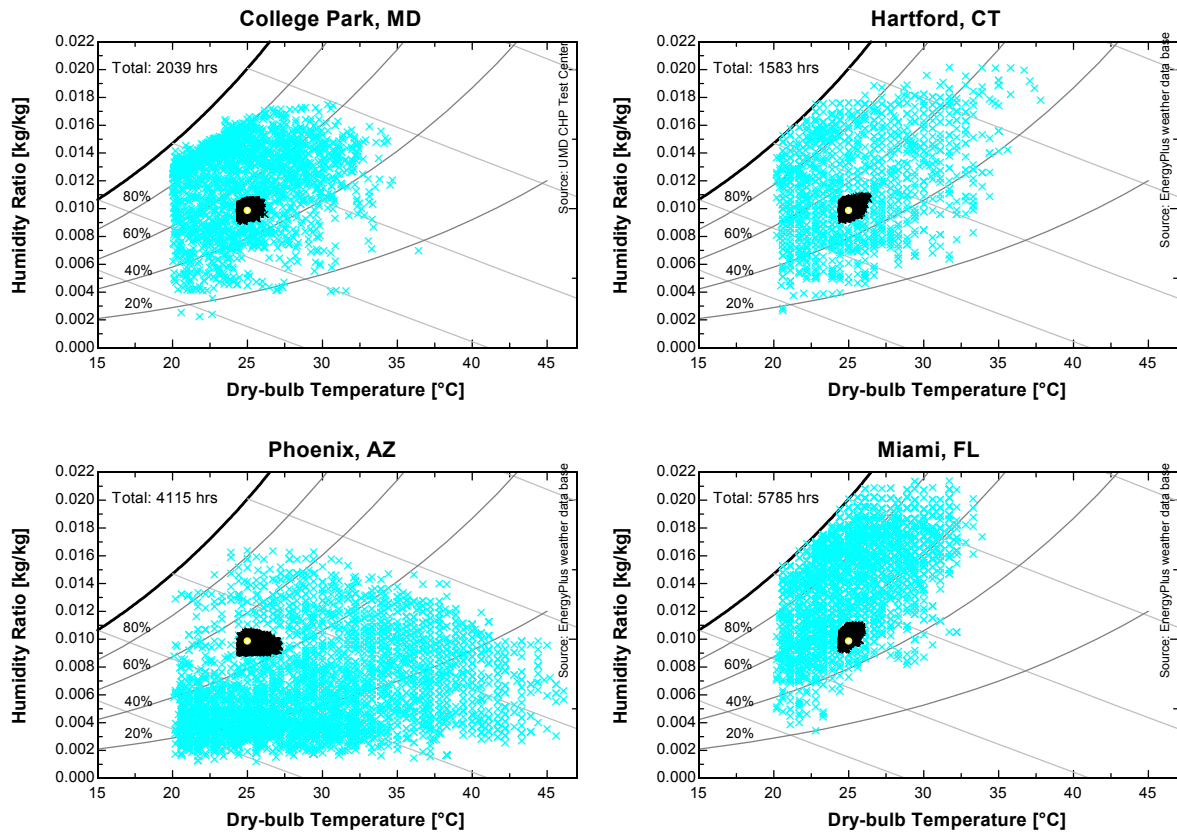 College Park, MD
0.022
0.020
0.018
0.016
0.014
0.012
0.010
0.008
0.006
0.004
0.002
0.000
Humidity Ratio [kg/kg]
Total: 2039 hrs
80%
60%
40%
20%
Source: UMD CHP Test Center
15 20 25 30 35 40 45
Dry-bulb Temperature [°C]
Hartford, CT
0.022
0.020
0.018
0.016
0.014
0.012
0.010
0.008
0.006
0.004
0.002
0.000
Humidity Ratio [kg/kg]
Total: 1583 hrs
80%
60%
40%
20%
Source: EnergyPlus weather data base
15 20 25 30 35 40 45
Dry-bulb Temperature [°C]
Phoenix, AZ
0.022
0.020
0.018
0.016
0.014
0.012
0.010
0.008
0.006
0.004
0.002
0.000
Humidity Ratio [kg/kg]
Total: 4115 hrs
80%
60%
40%
20%
Source: EnergyPlus weather data base
15 20 25 30 35 40 45
Dry-bulb Temperature [°C]
Miami, FL
0.022
0.020
0.018
0.016
0.014
0.012
0.010
0.008
0.006
0.004
0.002
0.000
Humidity Ratio [kg/kg]
Total: 5785 hrs
80%
60%
40%
20%
Source: EnergyPlus weather data base
15 20 25 30 35 40 45
Dry-bulb Temperature [°C]